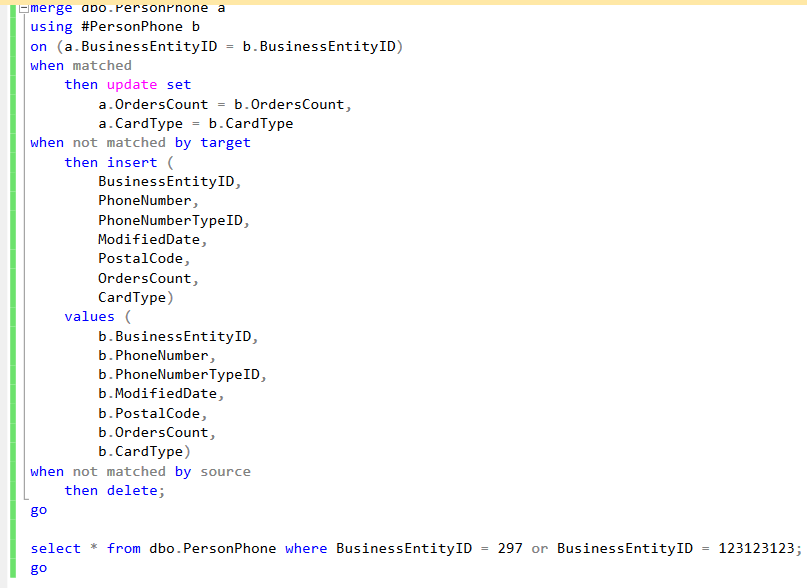 merge dbo.PersonPhone a
using #PersonPhone b
on (a.BusinessEntityID = b.BusinessEntityID)
when matched
    then update set
        a.OrdersCount = b.OrdersCount,
        a.CardType = b.CardType
when not matched by target
    then insert (
        BusinessEntityID,
        PhoneNumber,
        PhoneNumberTypeID,
        ModifiedDate,
        PostalCode,
        OrdersCount,
        CardType)
    values (
        b.BusinessEntityID,
        b.PhoneNumber,
        b.PhoneNumberTypeID,
        b.ModifiedDate,
        b.PostalCode,
        b.OrdersCount,
        b.CardType)
when not matched by source
    then delete;
go
select * from dbo.PersonPhone where BusinessEntityID = 297 or BusinessEntityID = 123123123;
go